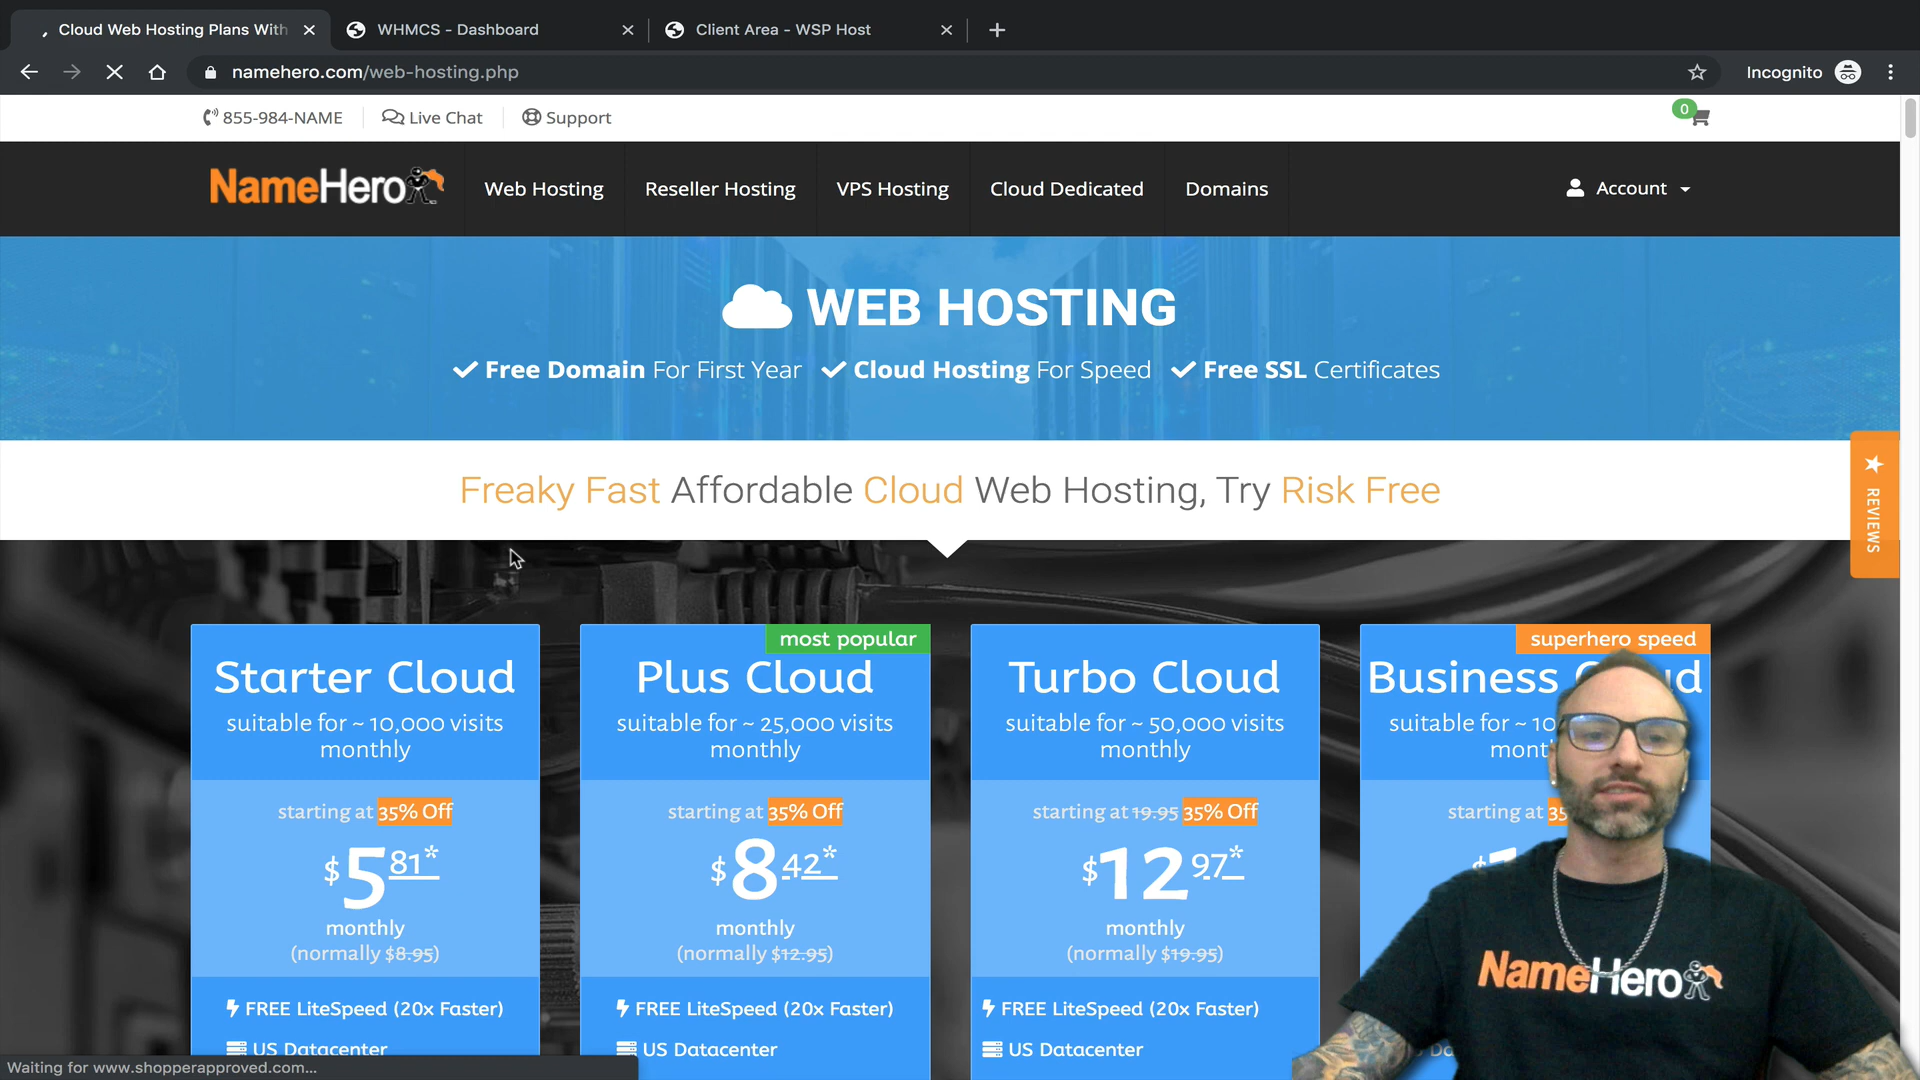 Cloud Web Hosting Plans With
WHMCS - Dashboard
Client Area - WSP Host
namehero.com/web-hosting.php
Incognito
855-984-NAME
Live Chat
Support
0
NameHero
Web Hosting
Reseller Hosting
VPS Hosting
Cloud Dedicated
Domains
Account
WEB HOSTING
Free Domain For First Year
Cloud Hosting For Speed
Free SSL Certificates
Freaky Fast Affordable Cloud Web Hosting, Try Risk Free
REVIEWS
Starter Cloud
suitable for ~ 10,000 visits
monthly
starting at 35% Off
$581*
monthly
(normally $8.95)
FREE LiteSpeed (20x Faster)
US Datacenter
most popular
Plus Cloud
suitable for ~ 25,000 visits
monthly
starting at 35% Off
$842*
monthly
(normally $12.95)
FREE LiteSpeed (20x Faster)
US Datacenter
Turbo Cloud
suitable for ~ 50,000 visits
monthly
starting at 19.95 35% Off
$1297*
monthly
(normally $19.95)
FREE LiteSpeed (20x Faster)
US Datacenter
superhero speed
Business
suitable for ~
starting at
NameHero
Waiting for www.shopperapproved.com...